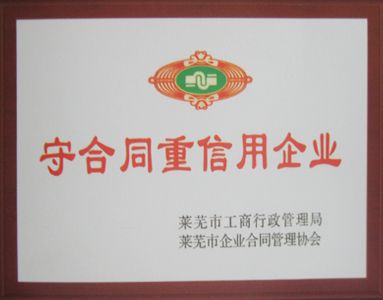 守合同重信用企业
莱芜市工商行政管理局
莱芜市企业合同管理协会